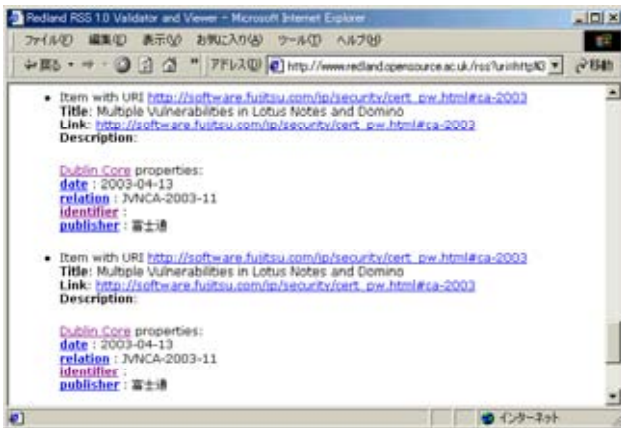 Redland RSS 1.0 Validator and Viewer - Microsoft Internet Explorer
ファイル(F) 編集(E) 表示(V) お気に入り(A) ツール(T) ヘルプ(H)
戻る アドレス(D) http://www.redland.opensource.ac.uk/rss?uri=http%3 移動
• Item with URI http://software.fujitsu.com/jp/security/cert_pw.html#ca-2003
Title: Multiple Vulnerabilities in Lotus Notes and Domino
Link: http://software.fujitsu.com/jp/security/cert_pw.html#ca-2003
Description:
Dublin Core properties:
date : 2003-04-13
relation : JVNCA-2003-11
identifier :
publisher : 富士通
• Item with URI http://software.fujitsu.com/jp/security/cert_pw.html#ca-2003
Title: Multiple Vulnerabilities in Lotus Notes and Domino
Link: http://software.fujitsu.com/jp/security/cert_pw.html#ca-2003
Description:
Dublin Core properties:
date : 2003-04-13
relation : JVNCA-2003-11
identifier :
publisher : 富士通
インターネット